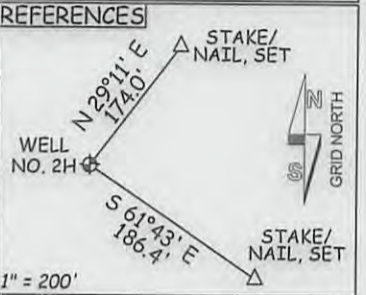 REFERENCES
STAKE/
NAIL, SET
N 29°11' E
174.0'
WELL
NO. 2H
N
S
GRID NORTH
S 61°43' E
186.4'
STAKE/
NAIL, SET
1" = 200'